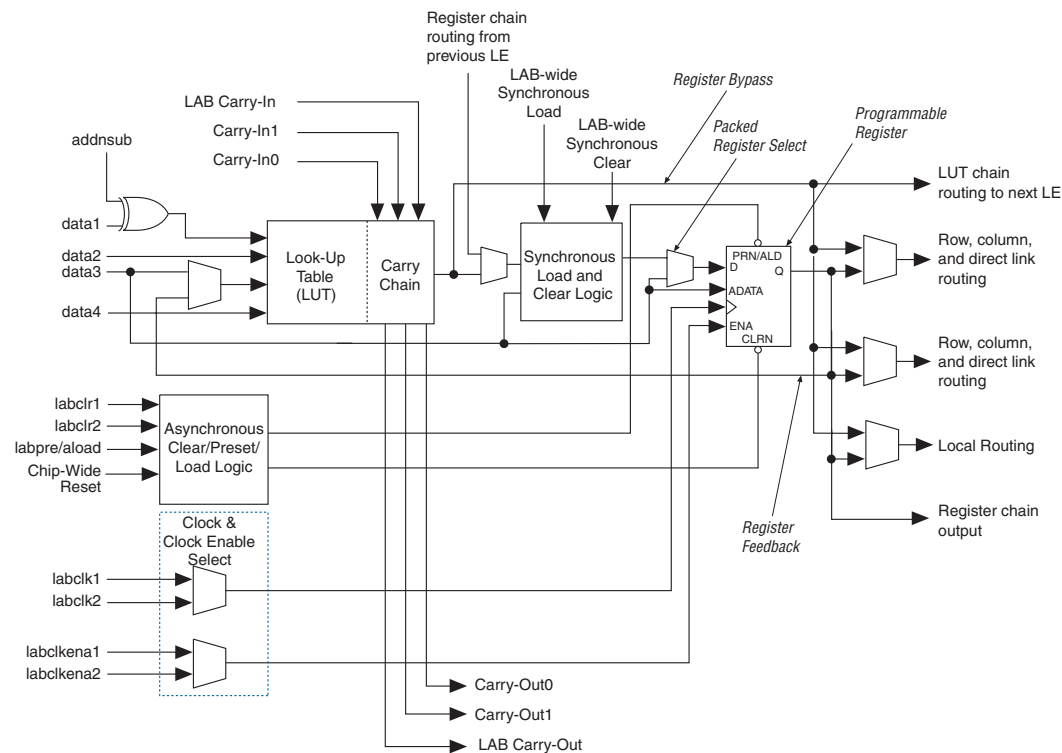 Register chain
routing from
previous LE
LAB-wide
Synchronous
Load
LAB-wide
Synchronous
Clear
Register Bypass
Packed
Register Select
Programmable
Register
LAB Carry-In
Carry-In1
Carry-In0
addnsub
data1
data2
data3
data4
Look-Up
Table
(LUT)
Carry
Chain
Synchronous
Load and
Clear Logic
PRN/ALD
D
Q
ADATA
ENA
CLRN
LUT chain
routing to next LE
Row, column,
and direct link
routing
Row, column,
and direct link
routing
Local Routing
Register chain
output
Register
Feedback
labclr1
labclr2
labpre/aload
Chip-Wide
Reset
Asynchronous
Clear/Preset/
Load Logic
Clock &
Clock Enable
Select
labclk1
labclk2
labclkena1
labclkena2
Carry-Out0
Carry-Out1
LAB Carry-Out